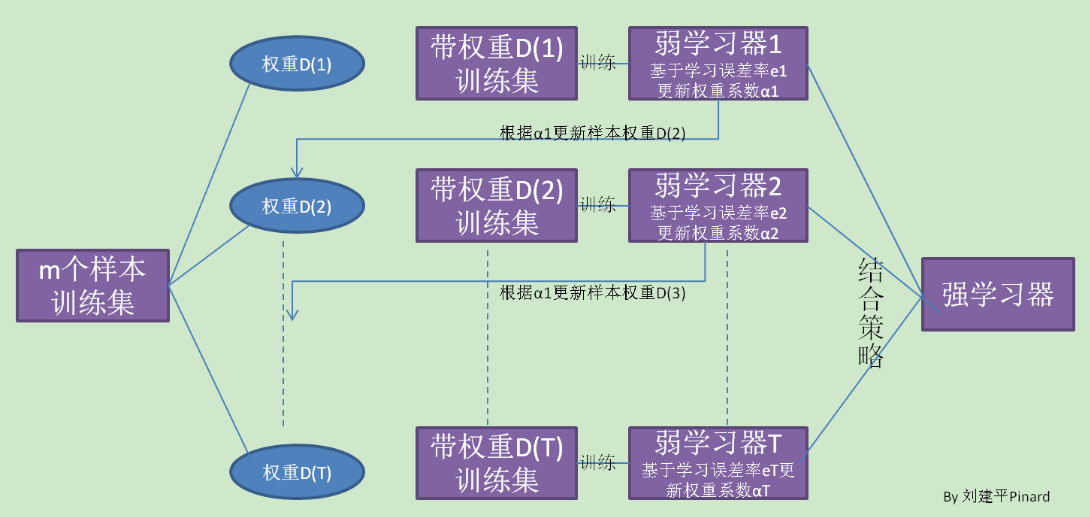 权重D(1)
带权重D(1)
训练集
训练
弱学习器1
基于学习误差率e1
更新权重系数α1
根据α1更新样本权重D(2)
权重D(2)
带权重D(2)
训练集
训练
弱学习器2
基于学习误差率e2
更新权重系数α2
m个样本
训练集
根据α1更新样本权重D(3)
结合策略
强学习器
权重D(T)
带权重D(T)
训练集
训练
弱学习器T
基于学习误差率eT更
新权重系数αT
By 刘建平Pinard